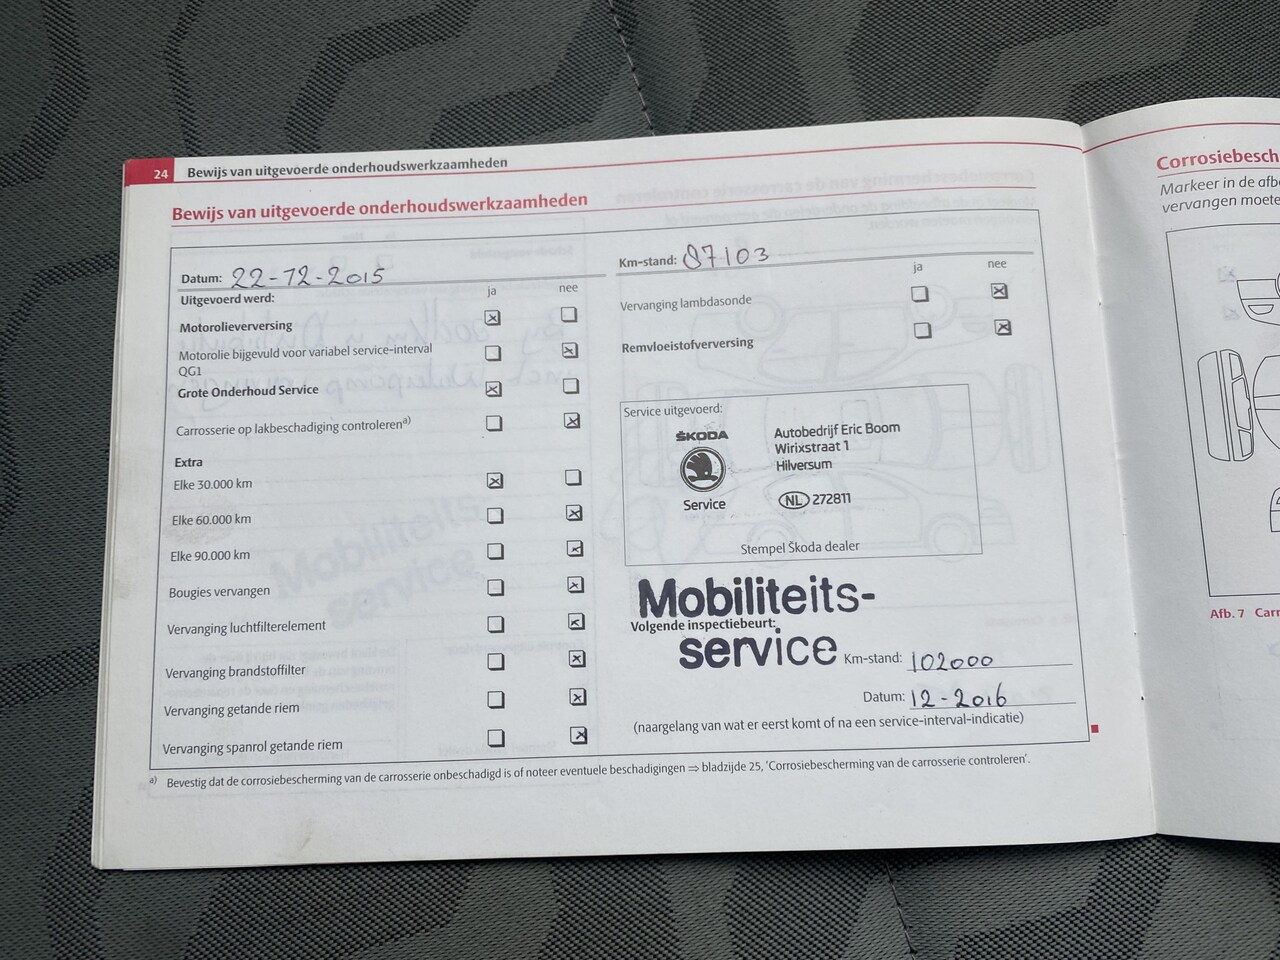 24 Bewijs van uitgevoerde onderhoudswerkzaamheden
Bewijs van uitgevoerde onderhoudswerkzaamheden
Datum: 22-12-2015
Uitgevoerd werd:
ja nee
Motorolieverversing
Motorolie bijgevuld voor variabel service-interval
QG1
Grote Onderhoud Service
Carrosserie op lakbeschadiging controleren a)
Extra
Elke 30.000 km
Elke 60.000 km
Elke 90.000 km
Bougies vervangen
Vervanging luchtfilterelement
Vervanging brandstoffilter
Vervanging getande riem
Vervanging spanrol getande riem
Km-stand: 87103
ja nee
Vervanging lambdasonde
Remvloeistofverversing
Service uitgevoerd:
ŠKODA
Service
Autobedrijf Eric Boom
Wirixstraat 1
Hilversum
NL 272811
Stempel Škoda dealer
Mobiliteits-
Volgende inspectiebeurt:
service
Km-stand: 102000
Datum: 12-2016
(naargelang van wat er eerst komt of na een service-interval-indicatie)
a) Bevestig dat de corrosiebescherming van de carrosserie onbeschadigd is of noteer eventuele beschadigingen ⇒ bladzijde 25, 'Corrosiebescherming van de carrosserie controleren'.
Corrosiebesch
Markeer in de afb
vervangen moete
Afb. 7 Carr